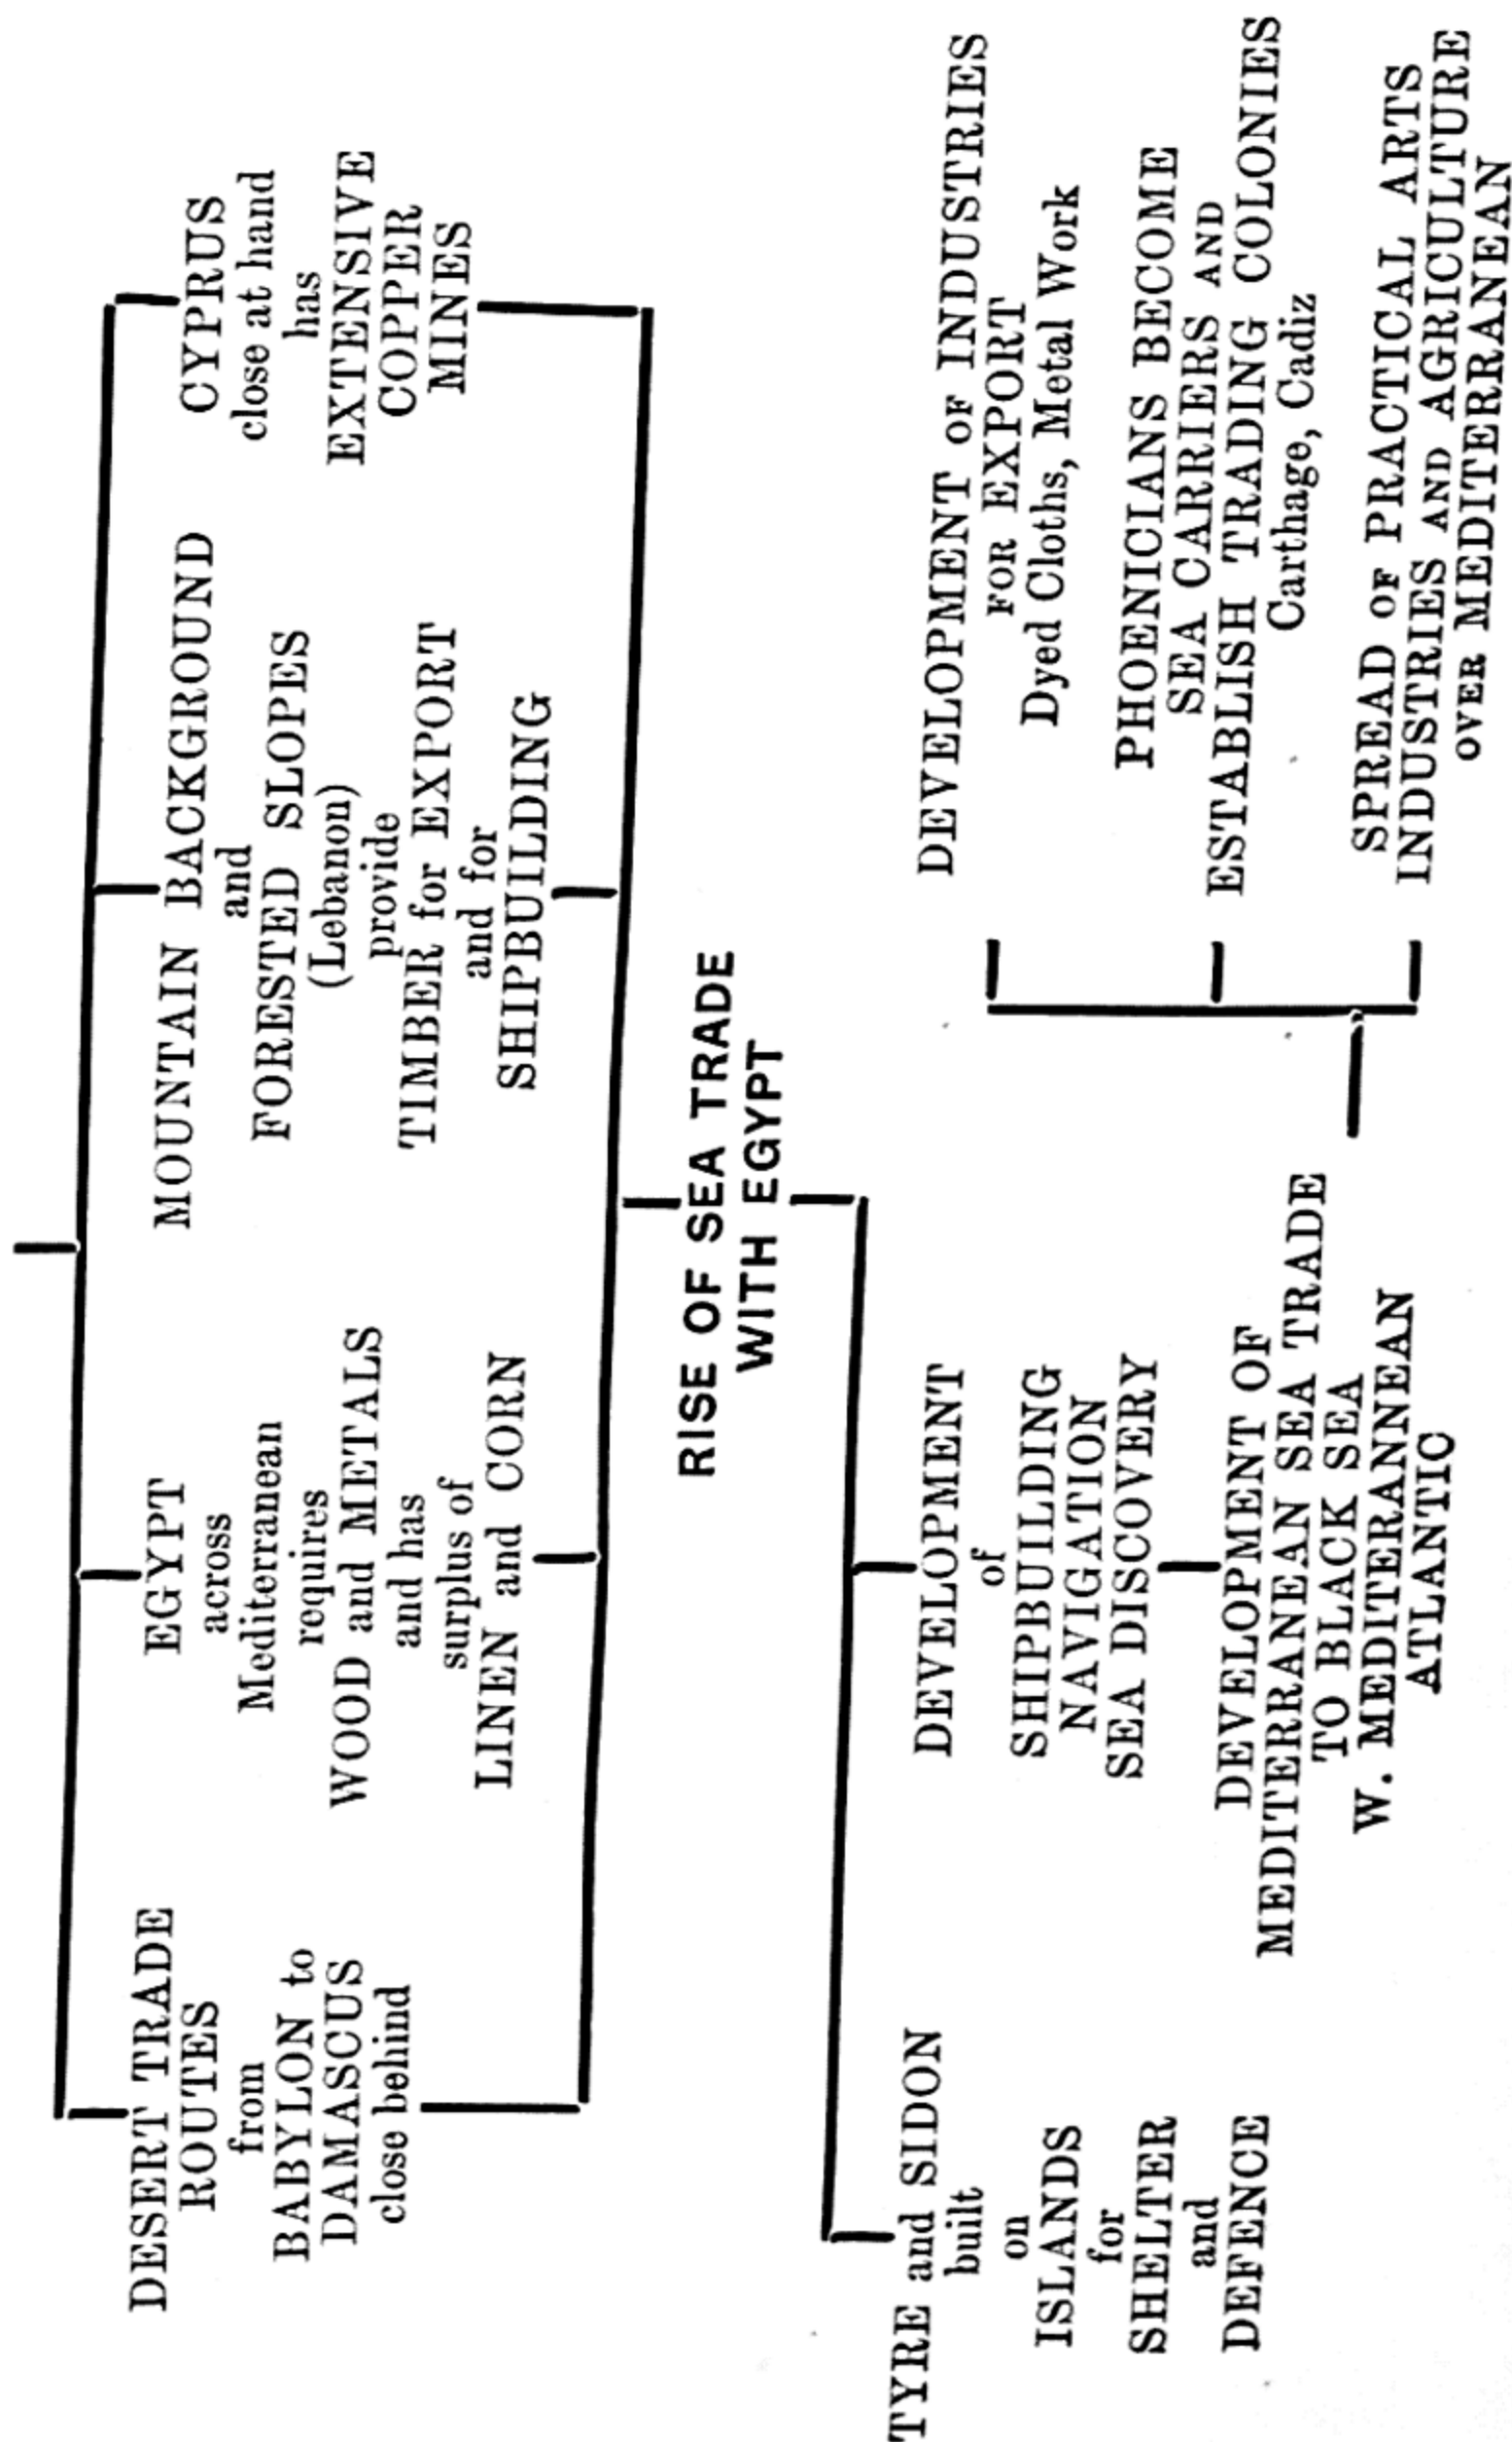 DESERT TRADE
ROUTES
from
BABYLON to
DAMASCUS
close behind
EGYPT
across
Mediterranean
requires
WOOD and METALS
and has
surplus of
LINEN and CORN
MOUNTAIN BACKGROUND
and
FORESTED SLOPES
(Lebanon)
provide
TIMBER for EXPORT
and for
SHIPBUILDING
CYPRUS
close at hand
has
EXTENSIVE
COPPER
MINES
RISE OF SEA TRADE
WITH EGYPT
TYRE and SIDON
built
on
ISLANDS
for
SHELTER
and
DEFENCE
DEVELOPMENT
of
SHIPBUILDING
NAVIGATION
SEA DISCOVERY
DEVELOPMENT OF
MEDITERRANEAN SEA TRADE
TO BLACK SEA
W. MEDITERANNEAN
ATLANTIC
DEVELOPMENT OF INDUSTRIES
FOR EXPORT
Dyed Cloths, Metal Work
PHOENICIANS BECOME
SEA CARRIERS AND
ESTABLISH TRADING COLONIES
Carthage, Cadiz
SPREAD OF PRACTICAL ARTS
INDUSTRIES AND AGRICULTURE
OVER MEDITERRANEAN